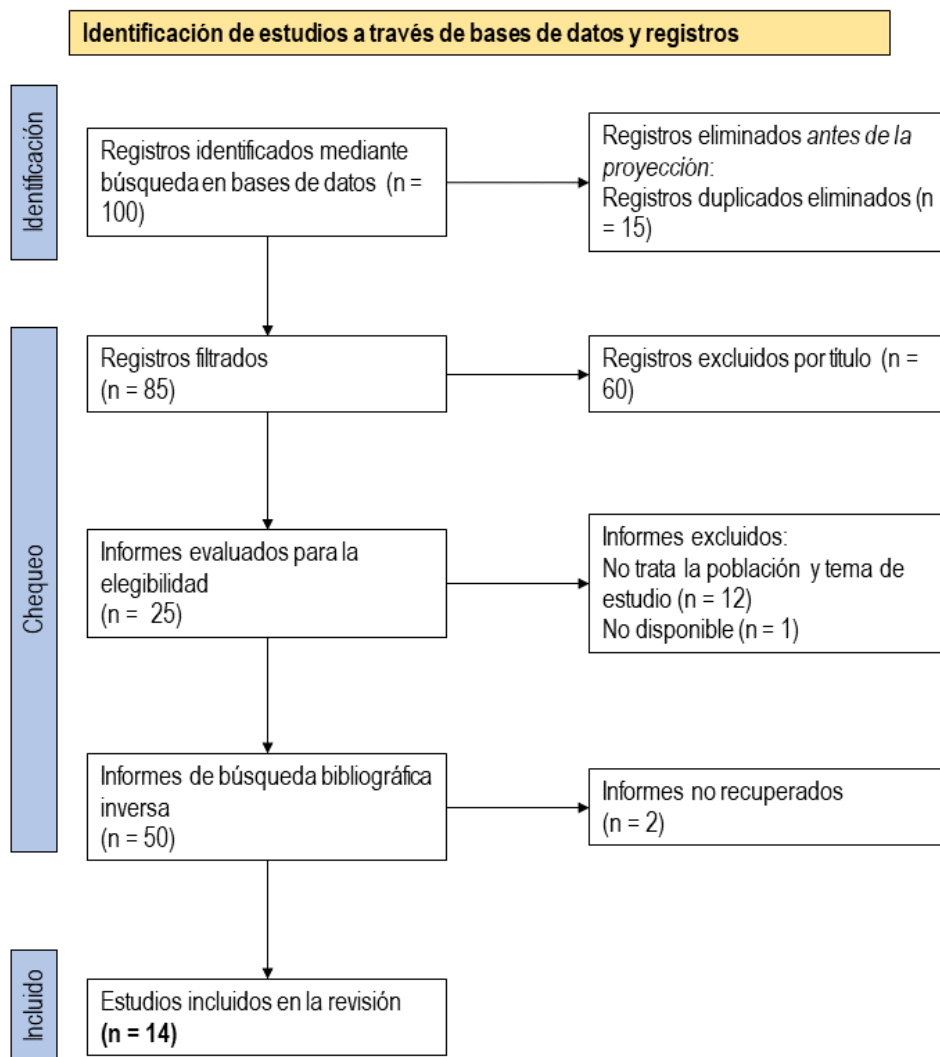 Identificación de estudios a través de bases de datos y registros
Identificación
Registros identificados mediante
búsqueda en bases de datos (n =
100)
Registros eliminados antes de la
proyección:
Registros duplicados eliminados (n
= 15)
Chequeo
Registros filtrados
(n = 85)
Registros excluidos por título (n =
60)
Informes evaluados para la
elegibilidad
(n = 25)
Informes excluidos:
No trata la población y tema de
estudio (n = 12)
No disponible (n = 1)
Informes de búsqueda bibliográfica
inversa
(n = 50)
Informes no recuperados
(n = 2)
Incluido
Estudios incluidos en la revisión
(n = 14)